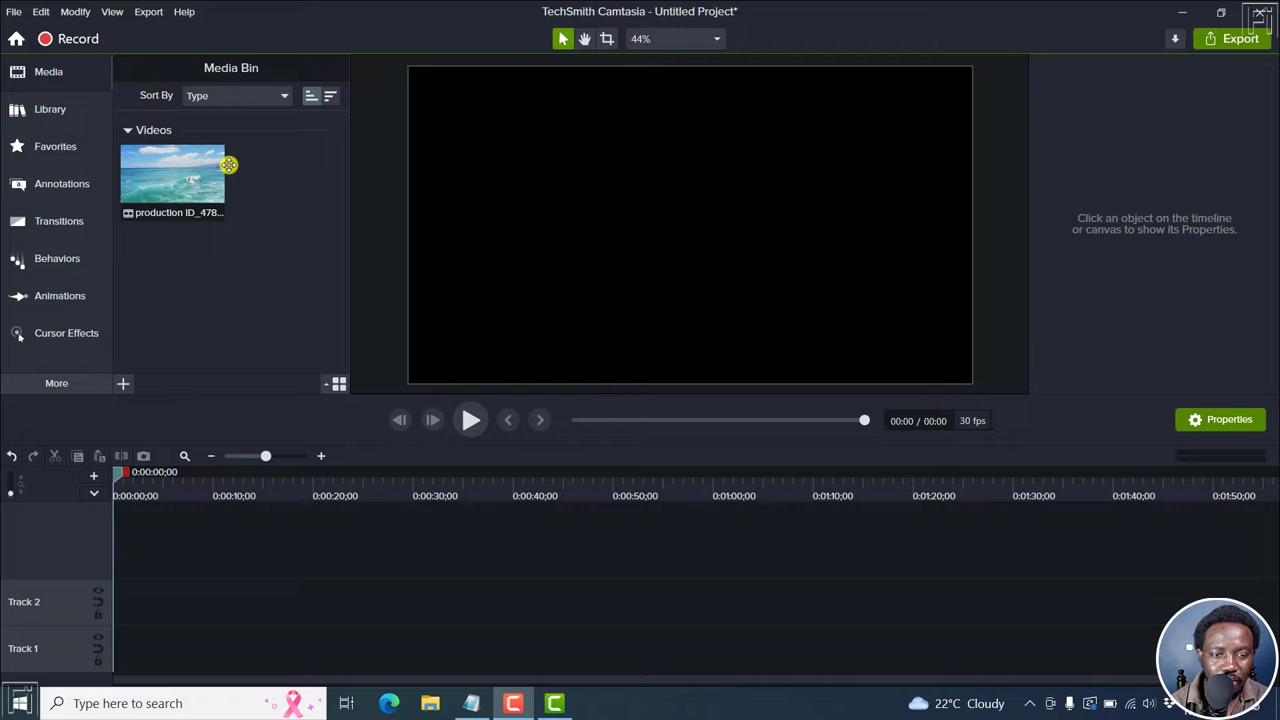 File Edit Modify View Export Help
TechSmith Camtasia - Untitled Project*
Record
44%
Export
Media
Library
Favorites
Annotations
Transitions
Behaviors
Animations
Cursor Effects
More
Media Bin
Sort By Type
Videos
production ID_478...
Click an object on the timeline
or canvas to show its Properties.
00:00 / 00:00 30 fps
Properties
0:00:00;00
0:00:00;00 0:00:10;00 0:00:20;00 0:00:30;00 0:00:40;00 0:00:50;00 0:01:00;00 0:01:10;00 0:01:20;00 0:01:30;00 0:01:40;00 0:01:50;00
Track 2
Track 1
Type here to search
22°C Cloudy